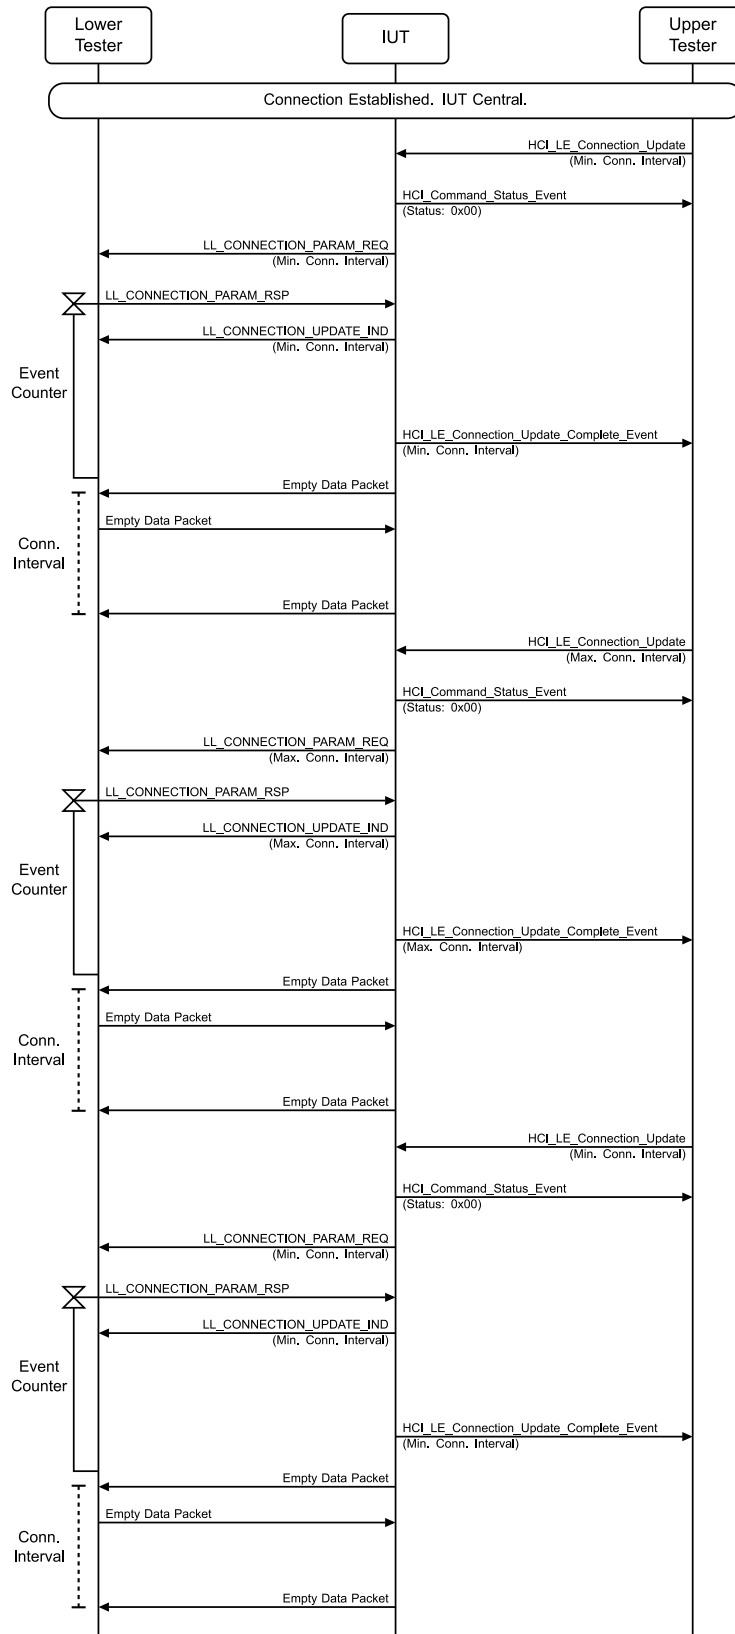 Lower
Tester
IUT
Upper
Tester
Connection Established. IUT Central.
HCI_LE_Connection_Update
(Min. Conn. Interval)
HCI_Command_Status_Event
(Status: 0x00)
LL_CONNECTION_PARAM_REQ
(Min. Conn. Interval)
LL_CONNECTION_PARAM_RSP
LL_CONNECTION_UPDATE_IND
(Min. Conn. Interval)
Event
Counter
HCI_LE_Connection_Update_Complete_Event
(Min. Conn. Interval)
Empty Data Packet
Empty Data Packet
Conn.
Interval
Empty Data Packet
HCI_LE_Connection_Update
(Max. Conn. Interval)
HCI_Command_Status_Event
(Status: 0x00)
LL_CONNECTION_PARAM_REQ
(Max. Conn. Interval)
LL_CONNECTION_PARAM_RSP
LL_CONNECTION_UPDATE_IND
(Max. Conn. Interval)
Event
Counter
HCI_LE_Connection_Update_Complete_Event
(Max. Conn. Interval)
Empty Data Packet
Empty Data Packet
Conn.
Interval
Empty Data Packet
HCI_LE_Connection_Update
(Min. Conn. Interval)
HCI_Command_Status_Event
(Status: 0x00)
LL_CONNECTION_PARAM_REQ
(Min. Conn. Interval)
LL_CONNECTION_PARAM_RSP
LL_CONNECTION_UPDATE_IND
(Min. Conn. Interval)
Event
Counter
HCI_LE_Connection_Update_Complete_Event
(Min. Conn. Interval)
Empty Data Packet
Empty Data Packet
Conn.
Interval
Empty Data Packet